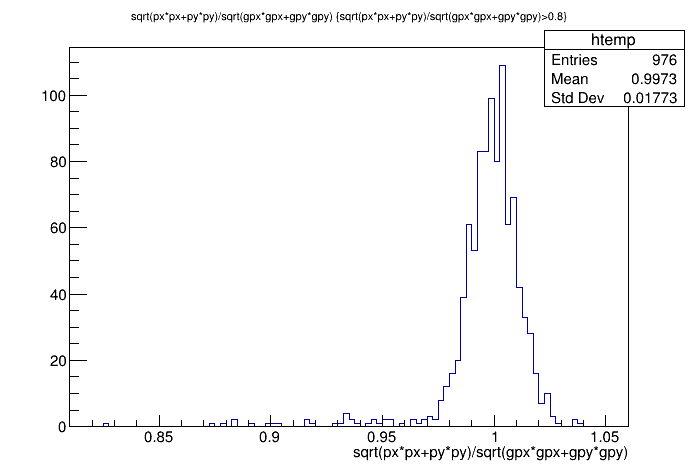 sqrt(px*px+py*py)/sqrt(gpx*gpx+gpy*gpy) {sqrt(px*px+py*py)/sqrt(gpx*gpx+gpy*gpy)>0.8}
htemp
Entries 976
Mean 0.9973
Std Dev 0.01773
100
80
60
40
20
0
0.85 0.9 0.95 1 1.05
sqrt(px*px+py*py)/sqrt(gpx*gpx+gpy*gpy)